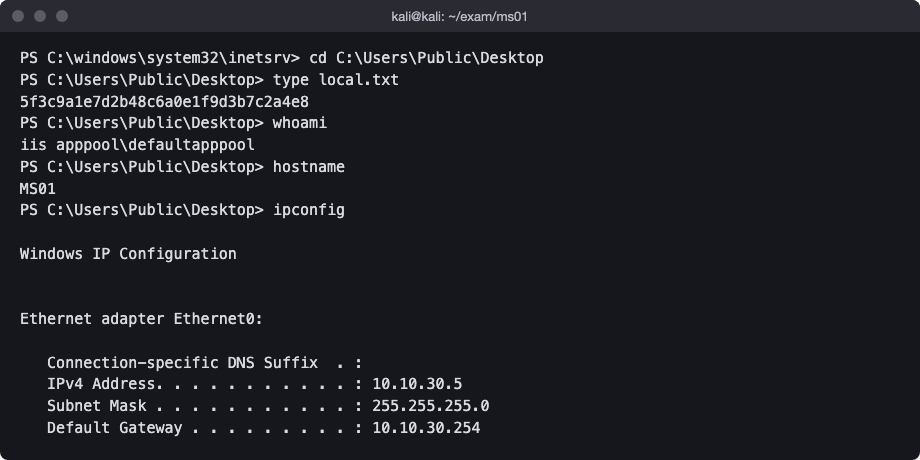 kali@kali: ~/exam/ms01
PS C:\windows\system32\inetsrv> cd C:\Users\Public\Desktop
PS C:\Users\Public\Desktop> type local.txt
5f3c9a1e7d2b48c6a0e1f9d3b7c2a4e8
PS C:\Users\Public\Desktop> whoami
iis apppool\defaultapppool
PS C:\Users\Public\Desktop> hostname
MS01
PS C:\Users\Public\Desktop> ipconfig
Windows IP Configuration
Ethernet adapter Ethernet0:
   Connection-specific DNS Suffix  . :
   IPv4 Address. . . . . . . . . . . : 10.10.30.5
   Subnet Mask . . . . . . . . . . . : 255.255.255.0
   Default Gateway . . . . . . . . . : 10.10.30.254